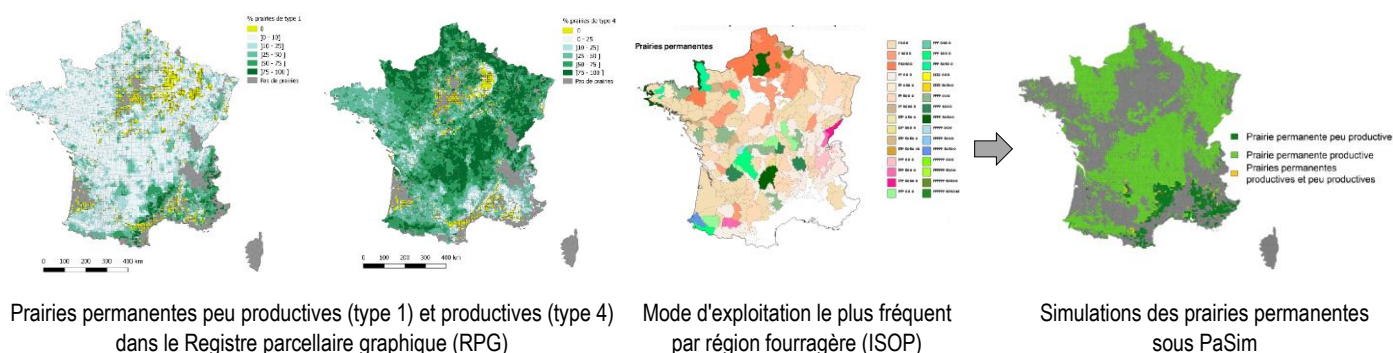 % prairies de type 1
0
]0 - 10]
]10 - 25]
]25 - 50 ]
]50 - 75]
]75 - 100 ]
Pas de prairies
0 100 200 300 400 km
% prairies de type 4
0
0 - 25
]10 - 25]
]25 - 50 ]
]50 - 75]
]75 - 100 ]
Pas de prairies
0 100 200 300 400 km
Prairies permanentes
Prairie permanente peu productive
Prairie permanente productive
Prairies permanentes
productives et peu productives
Prairies permanentes peu productives (type 1) et productives (type 4)
dans le Registre parcellaire graphique (RPG)
Mode d'exploitation le plus fréquent
par région fourragère (ISOP)
Simulations des prairies permanentes
sous PaSim